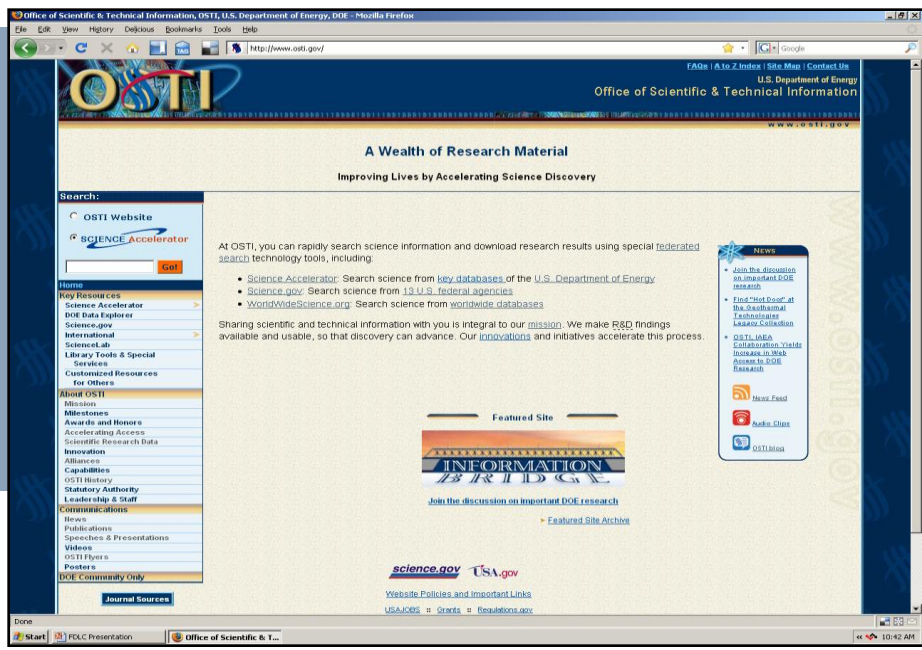 Office of Scientific & Technical Information, OSTI, U.S. Department of Energy, DOE - Mozilla Firefox
File Edit View History Delicious Bookmarks Tools Help
http://www.osti.gov/
Google
FAQs | A to Z Index | Site Map | Contact Us
OSTI
U.S. Department of Energy
Office of Scientific & Technical Information
www.osti.gov
A Wealth of Research Material
Improving Lives by Accelerating Science Discovery
Search:
OSTI Website
SCIENCE Accelerator
Go!
Home
Key Resources
Science Accelerator
DOE Data Explorer
Science.gov
International
ScienceLab
Library Tools & Special
Services
Customized Resources
for Others
About OSTI
Mission
Milestones
Awards and Honors
Accelerating Access
Scientific Research Data
Innovation
Alliances
Capabilities
OSTI History
Statutory Authority
Leadership & Staff
Communications
News
Publications
Speeches & Presentations
Videos
OSTI Flyers
Posters
DOE Community Only
Journal Sources
At OSTI, you can rapidly search science information and download research results using special federated
search technology tools, including:
• Science Accelerator: Search science from key databases of the U.S. Department of Energy
• Science.gov: Search science from 13 U.S. federal agencies
• WorldWideScience.org: Search science from worldwide databases
Sharing scientific and technical information with you is integral to our mission. We make R&D findings
available and usable, so that discovery can advance. Our innovations and initiatives accelerate this process.
Featured Site
INFORMATION
BRIDGE
Join the discussion on important DOE research
Featured Site Archive
science.gov USA.gov
Website Policies and Important Links
USAJOBS :: Grants :: Regulations.gov
News
• Join the discussion
on important DOE
research
• Find "Hot Docs" at
the Geothermal
Technologies
Legacy Collection
• OSTI, IAEA
Collaboration Yields
Increase in Web
Access to DOE
Research
News Feed
Audio Clips
OSTI blog
www.osti.gov
Done
Start FDLC Presentation Office of Scientific & T... 10:42 AM